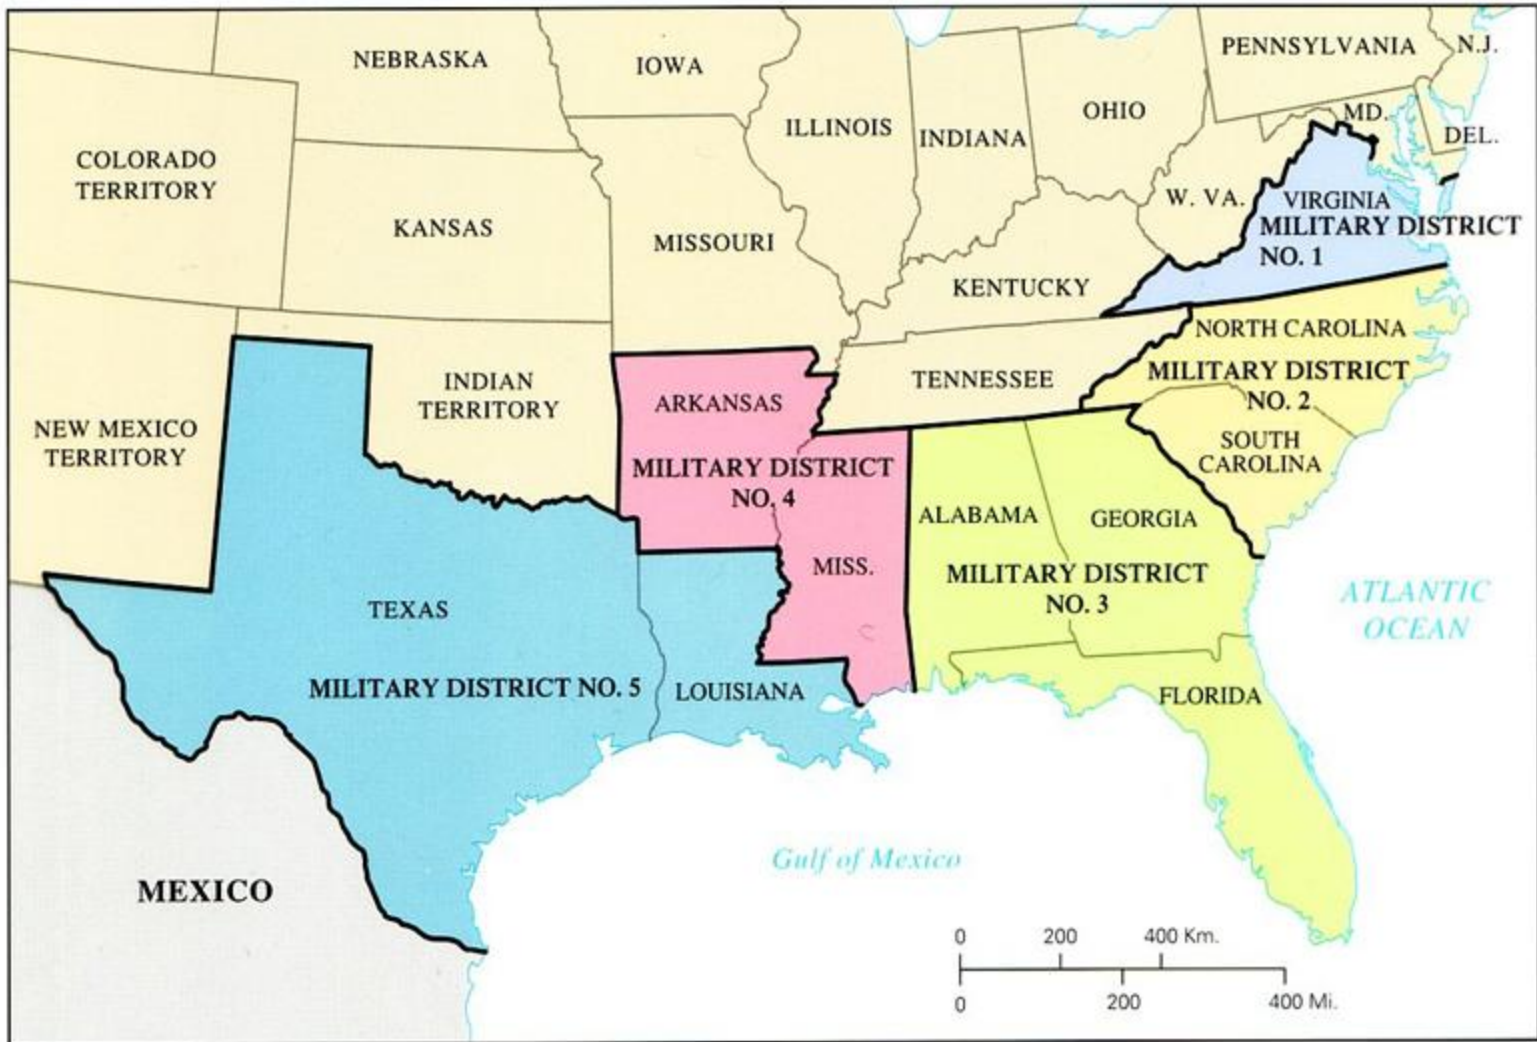 NEBRASKA
IOWA
ILLINOIS
INDIANA
OHIO
PENNSYLVANIA
N.J.
MD.
DEL.
COLORADO
TERRITORY
KANSAS
MISSOURI
KENTUCKY
W. VA.
VIRGINIA
MILITARY DISTRICT
NO. 1
NEW MEXICO
TERRITORY
INDIAN
TERRITORY
ARKANSAS
MILITARY DISTRICT
NO. 4
MISS.
TENNESSEE
NORTH CAROLINA
MILITARY DISTRICT
NO. 2
SOUTH
CAROLINA
ALABAMA
GEORGIA
MILITARY DISTRICT
NO. 3
FLORIDA
TEXAS
MILITARY DISTRICT NO. 5
LOUISIANA
ATLANTIC
OCEAN
Gulf of Mexico
MEXICO
0 200 400 Km.
0 200 400 Mi.